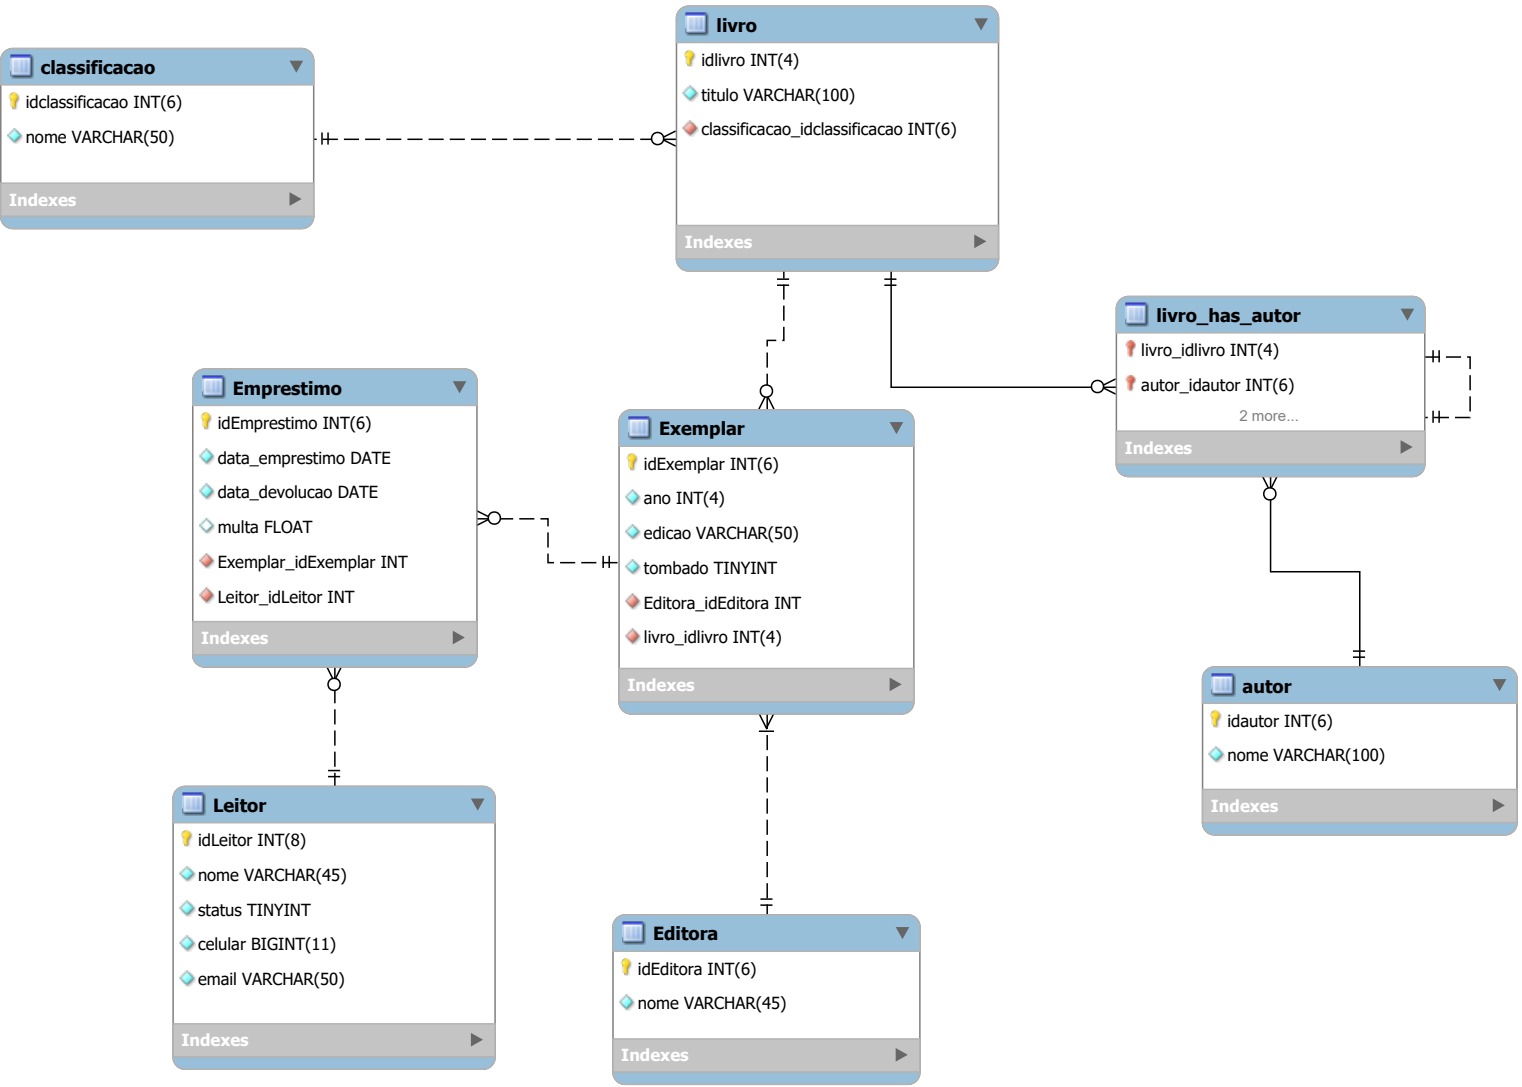 classificacao
idclassificacao INT(6)
nome VARCHAR(50)
Indexes
livro
idlivro INT(4)
titulo VARCHAR(100)
classificacao_idclassificacao INT(6)
Indexes
livro_has_autor
livro_idlivro INT(4)
autor_idautor INT(6)
2 more...
Indexes
Emprestimo
idEmprestimo INT(6)
data_emprestimo DATE
data_devolucao DATE
multa FLOAT
Exemplar_idExemplar INT
Leitor_idLeitor INT
Indexes
Exemplar
idExemplar INT(6)
ano INT(4)
edicao VARCHAR(50)
tombado TINYINT
Editora_idEditora INT
livro_idlivro INT(4)
Indexes
autor
idautor INT(6)
nome VARCHAR(100)
Indexes
Leitor
idLeitor INT(8)
nome VARCHAR(45)
status TINYINT
celular BIGINT(11)
email VARCHAR(50)
Indexes
Editora
idEditora INT(6)
nome VARCHAR(45)
Indexes